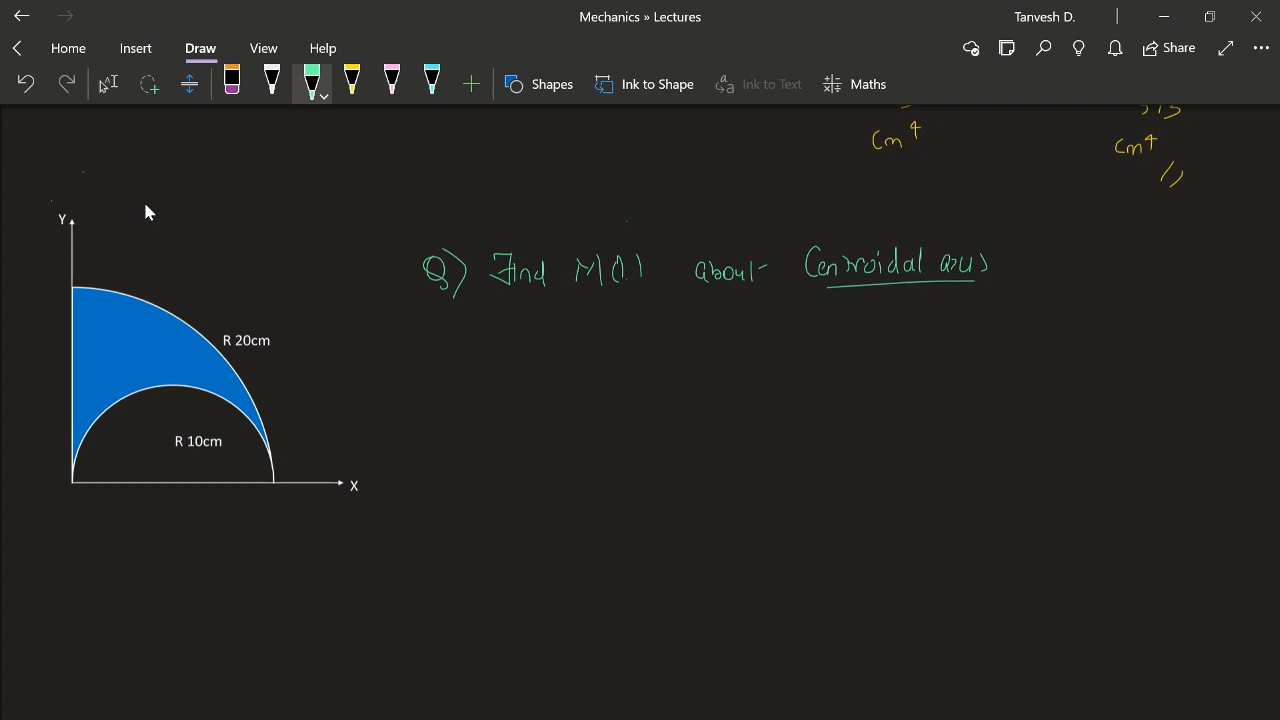 Mechanics » Lectures
Tanvesh D.
Home Insert Draw View Help
Share
Shapes
Ink to Shape
Ink to Text
Maths
cm⁴
cm⁴
Y
Q) Find M.I. about Centroidal axis
R 20cm
R 10cm
X